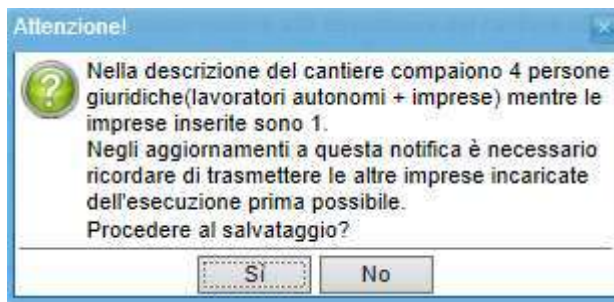 Attenzione!
Nella descrizione del cantiere compaiono 4 persone
giuridiche(lavoratori autonomi + imprese) mentre le
imprese inserite sono 1.
Negli aggiornamenti a questa notifica è necessario
ricordare di trasmettere le altre imprese incaricate
dell'esecuzione prima possibile.
Procedere al salvataggio?
Sì
No